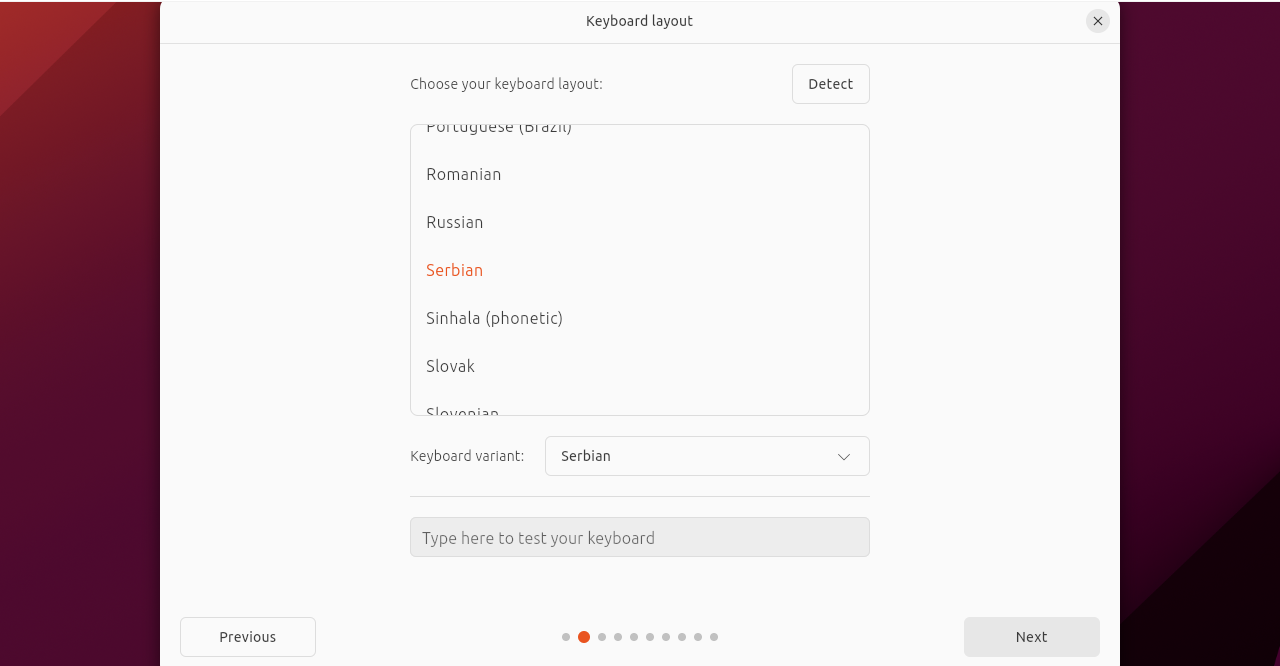 Keyboard layout
Choose your keyboard layout:
Detect
Portuguese (Brazil)
Romanian
Russian
Serbian
Sinhala (phonetic)
Slovak
Slovenian
Keyboard variant:
Serbian
Type here to test your keyboard
Previous
Next